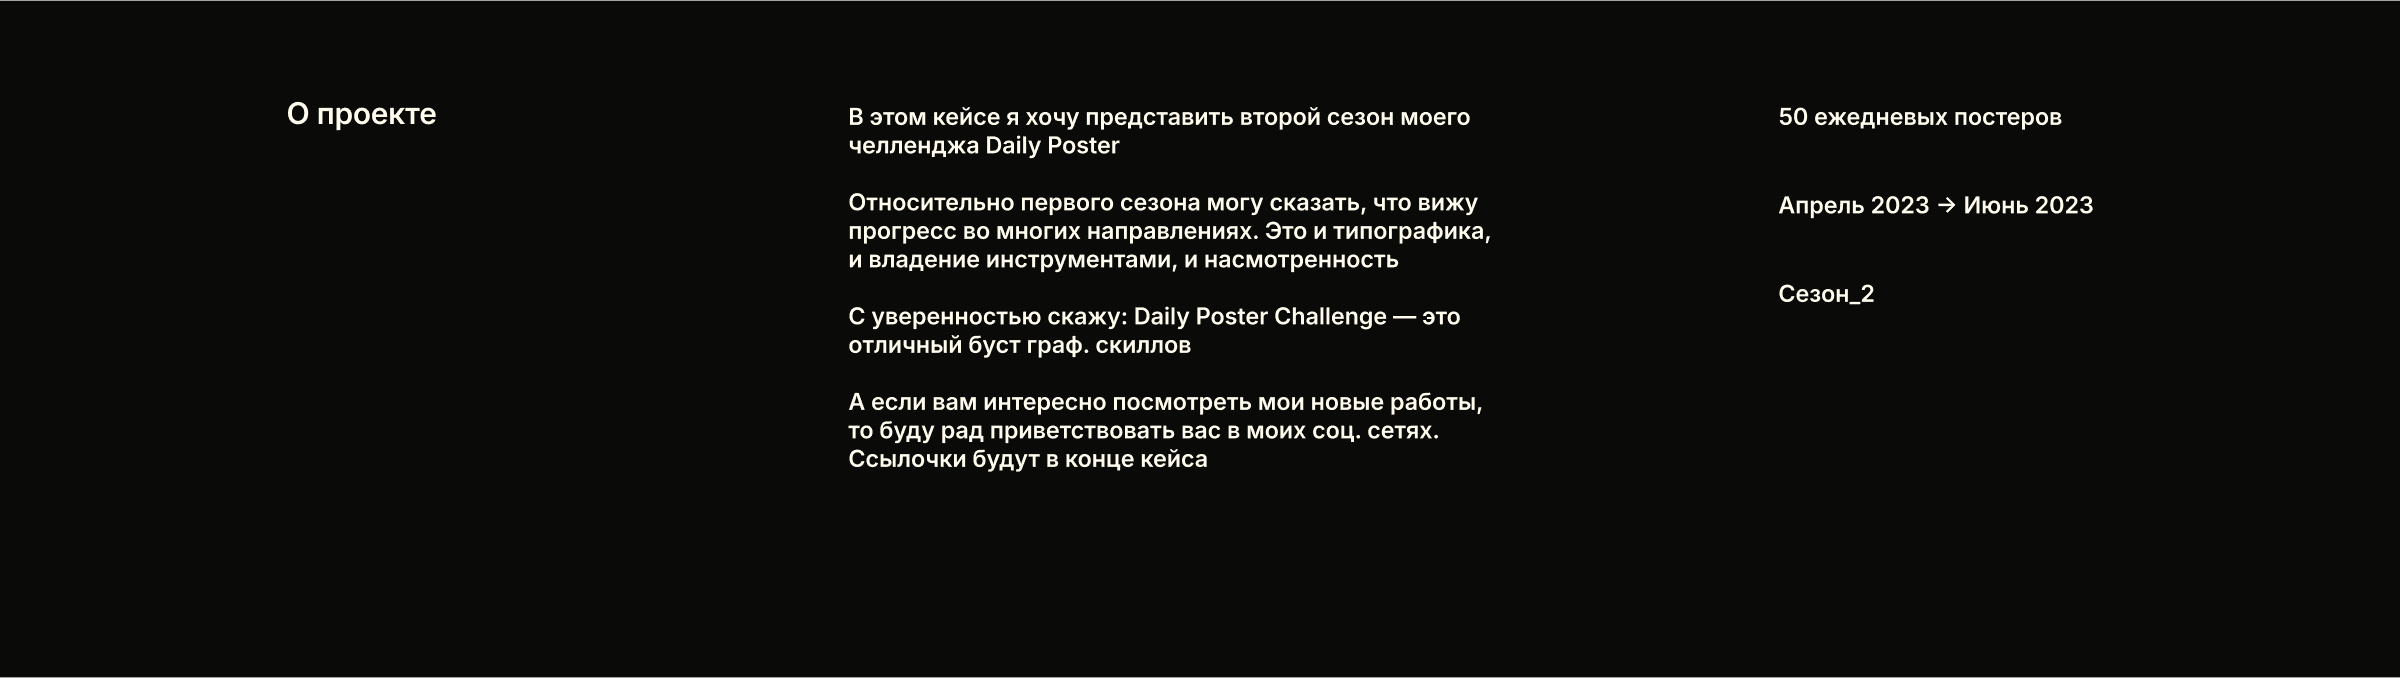 О проекте
В этом кейсе я хочу представить второй сезон моего
челленджа Daily Poster
Относительно первого сезона могу сказать, что вижу
прогресс во многих направлениях. Это и типографика,
и владение инструментами, и насмотренность
С уверенностью скажу: Daily Poster Challenge — это
отличный буст граф. скиллов
А если вам интересно посмотреть мои новые работы,
то буду рад приветствовать вас в моих соц. сетях.
Ссылочки будут в конце кейса
50 ежедневых постеров
Апрель 2023 → Июнь 2023
Сезон_2